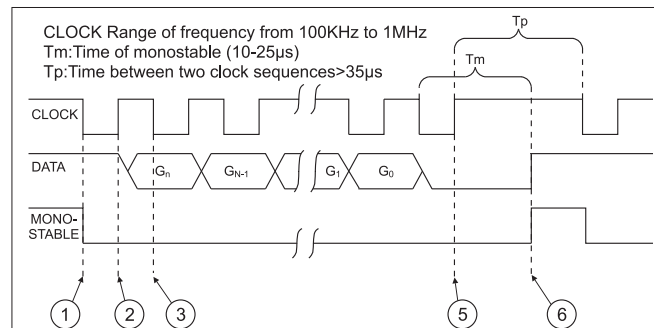 CLOCK Range of frequency from 100KHz to 1MHz
Tm:Time of monostable (10-25µs)
Tp:Time between two clock sequences>35µs
Tp
Tm
CLOCK
DATA
Gn
GN-1
G1
G0
MONO-
STABLE
1
2
3
5
6